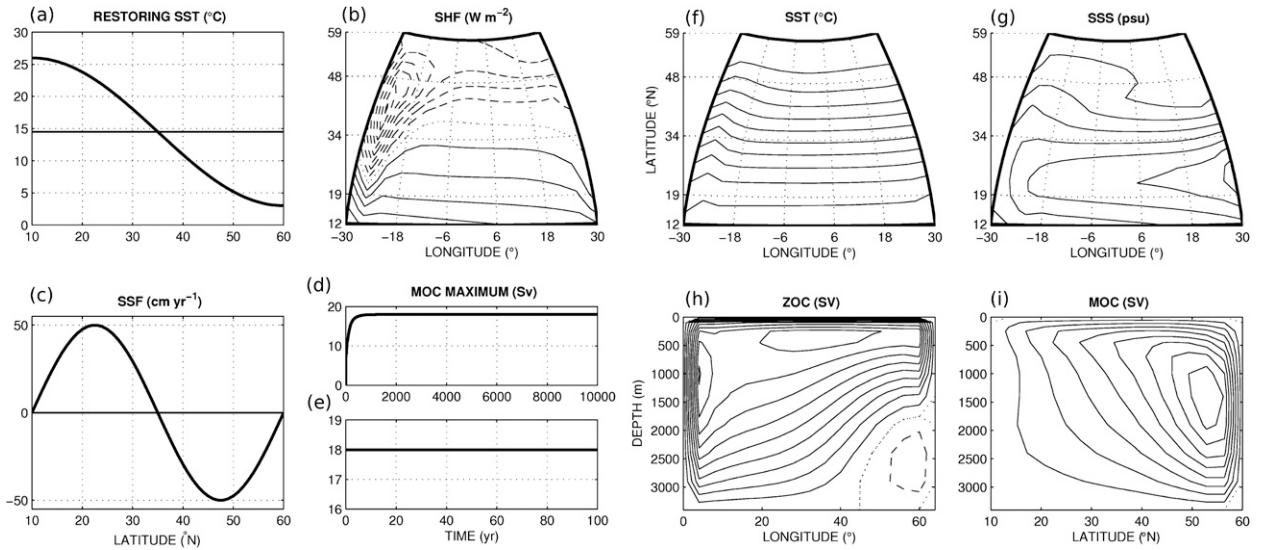 (a) RESTORING SST (°C)
30
25
20
15
10
5
0
10 20 30 40 50 60
(b) SHF (W m⁻²)
59
48
34
19
12
−30 −18 −6 6 18 30
LONGITUDE (°)
(f) SST (°C)
59
48
34
19
12
LATITUDE (°N)
−30 −18 −6 6 18 30
LONGITUDE (°)
(g) SSS (psu)
59
48
34
19
12
−30 −18 −6 6 18 30
LONGITUDE (°)
(c) SSF (cm yr⁻¹)
50
0
−50
10 20 30 40 50 60
LATITUDE (°N)
(d) MOC MAXIMUM (Sv)
20
10
0
0 2000 4000 6000 8000 10000
(e)
19
18
17
16
0 20 40 60 80 100
TIME (yr)
(h) ZOC (SV)
0
500
1000
1500
2000
2500
3000
DEPTH (m)
0 20 40 60
LONGITUDE (°)
(i) MOC (SV)
0
500
1000
1500
2000
2500
3000
10 20 30 40 50 60
LATITUDE (°N)